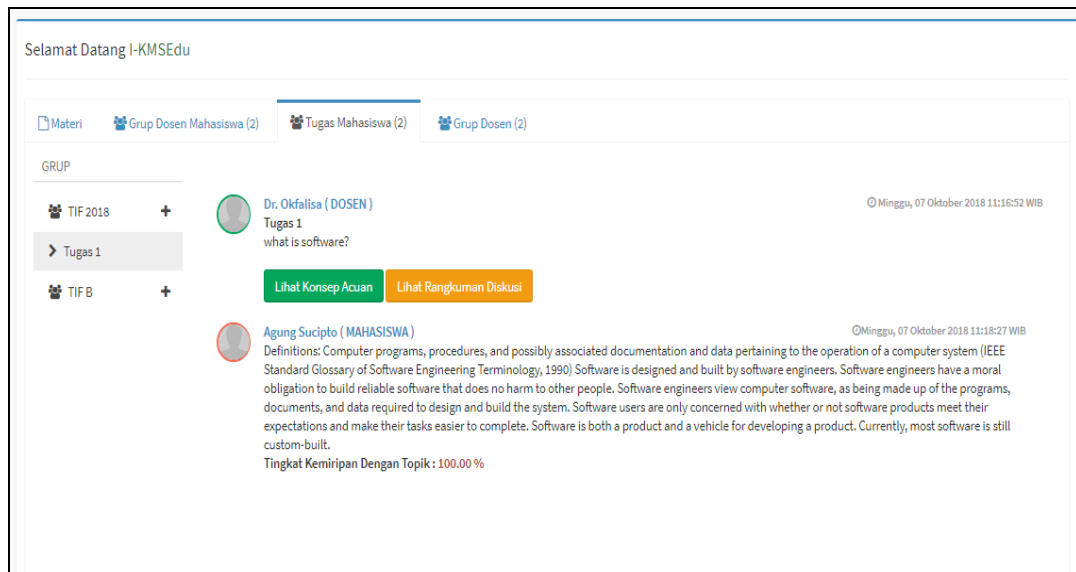 Selamat Datang I-KMSEdu
Materi
Grup Dosen Mahasiswa (2)
Tugas Mahasiswa (2)
Grup Dosen (2)
GRUP
TIF 2018
Tugas 1
TIF B
Dr. Okfalisa ( DOSEN )
Minggu, 07 Oktober 2018 11:16:52 WIB
Tugas 1
what is software?
Lihat Konsep Acuan
Lihat Rangkuman Diskusi
Agung Sucipto ( MAHASISWA )
Minggu, 07 Oktober 2018 11:18:27 WIB
Definitions: Computer programs, procedures, and possibly associated documentation and data pertaining to the operation of a computer system (IEEE
Standard Glossary of Software Engineering Terminology, 1990) Software is designed and built by software engineers. Software engineers have a moral
obligation to build reliable software that does no harm to other people. Software engineers view computer software, as being made up of the programs,
documents, and data required to design and build the system. Software users are only concerned with whether or not software products meet their
expectations and make their tasks easier to complete. Software is both a product and a vehicle for developing a product. Currently, most software is still
custom-built.
Tingkat Kemiripan Dengan Topik : 100.00 %